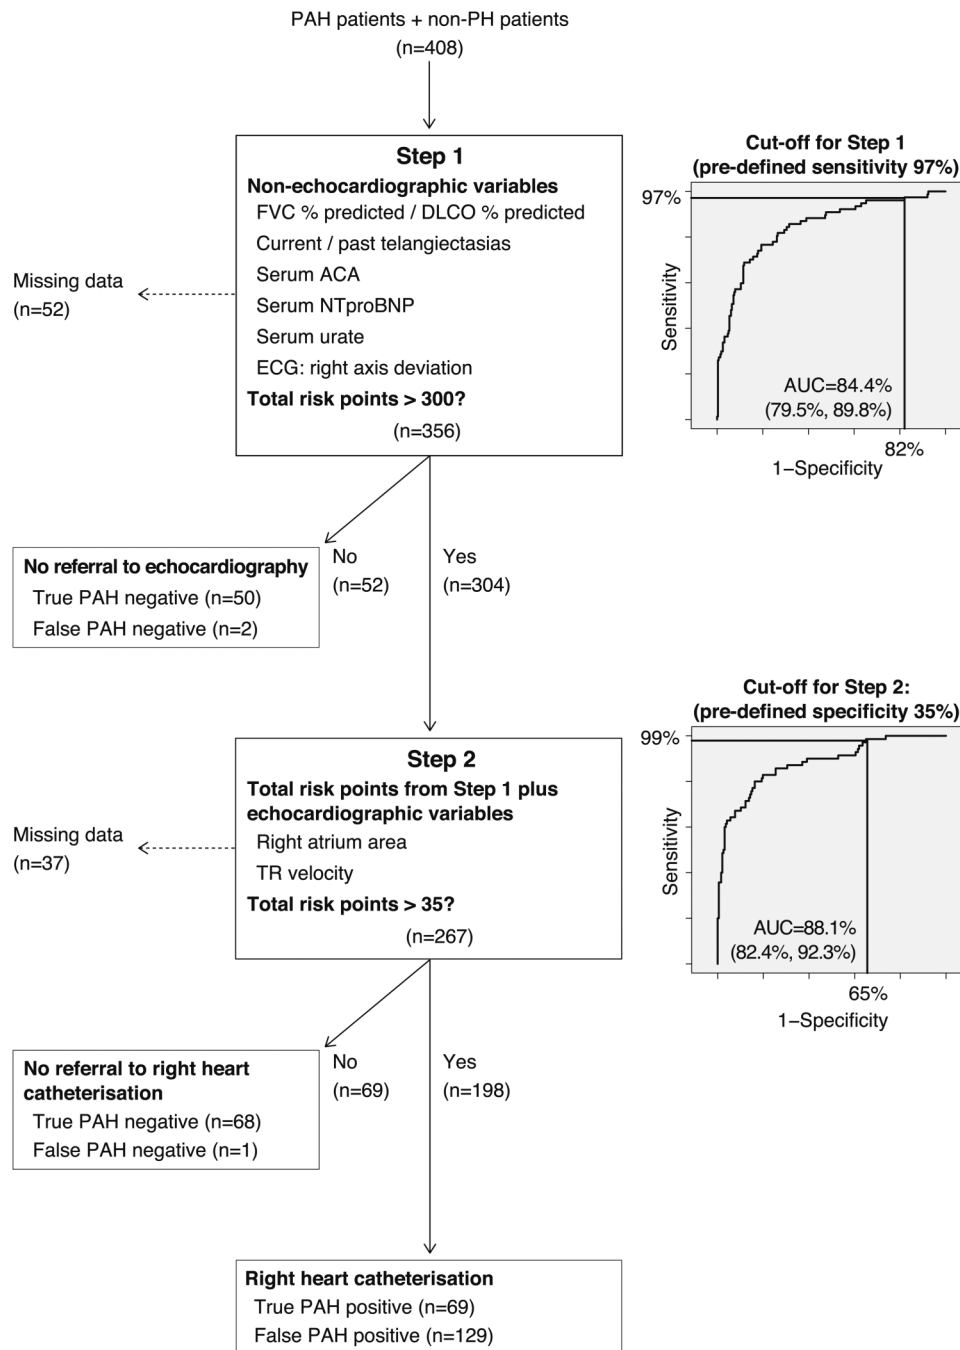 PAH patients + non-PH patients
(n=408)
Step 1
Non-echocardiographic variables
FVC % predicted / DLCO % predicted
Current / past telangiectasias
Serum ACA
Serum NTproBNP
Serum urate
ECG: right axis deviation
Total risk points > 300?
(n=356)
Missing data
(n=52)
Cut-off for Step 1
(pre-defined sensitivity 97%)
97%
Sensitivity
AUC=84.4%
(79.5%, 89.8%)
82%
1−Specificity
No
(n=52)
Yes
(n=304)
No referral to echocardiography
True PAH negative (n=50)
False PAH negative (n=2)
Step 2
Total risk points from Step 1 plus
echocardiographic variables
Right atrium area
TR velocity
Total risk points > 35?
(n=267)
Missing data
(n=37)
Cut-off for Step 2:
(pre-defined specificity 35%)
99%
Sensitivity
AUC=88.1%
(82.4%, 92.3%)
65%
1−Specificity
No
(n=69)
Yes
(n=198)
No referral to right heart
catheterisation
True PAH negative (n=68)
False PAH negative (n=1)
Right heart catheterisation
True PAH positive (n=69)
False PAH positive (n=129)